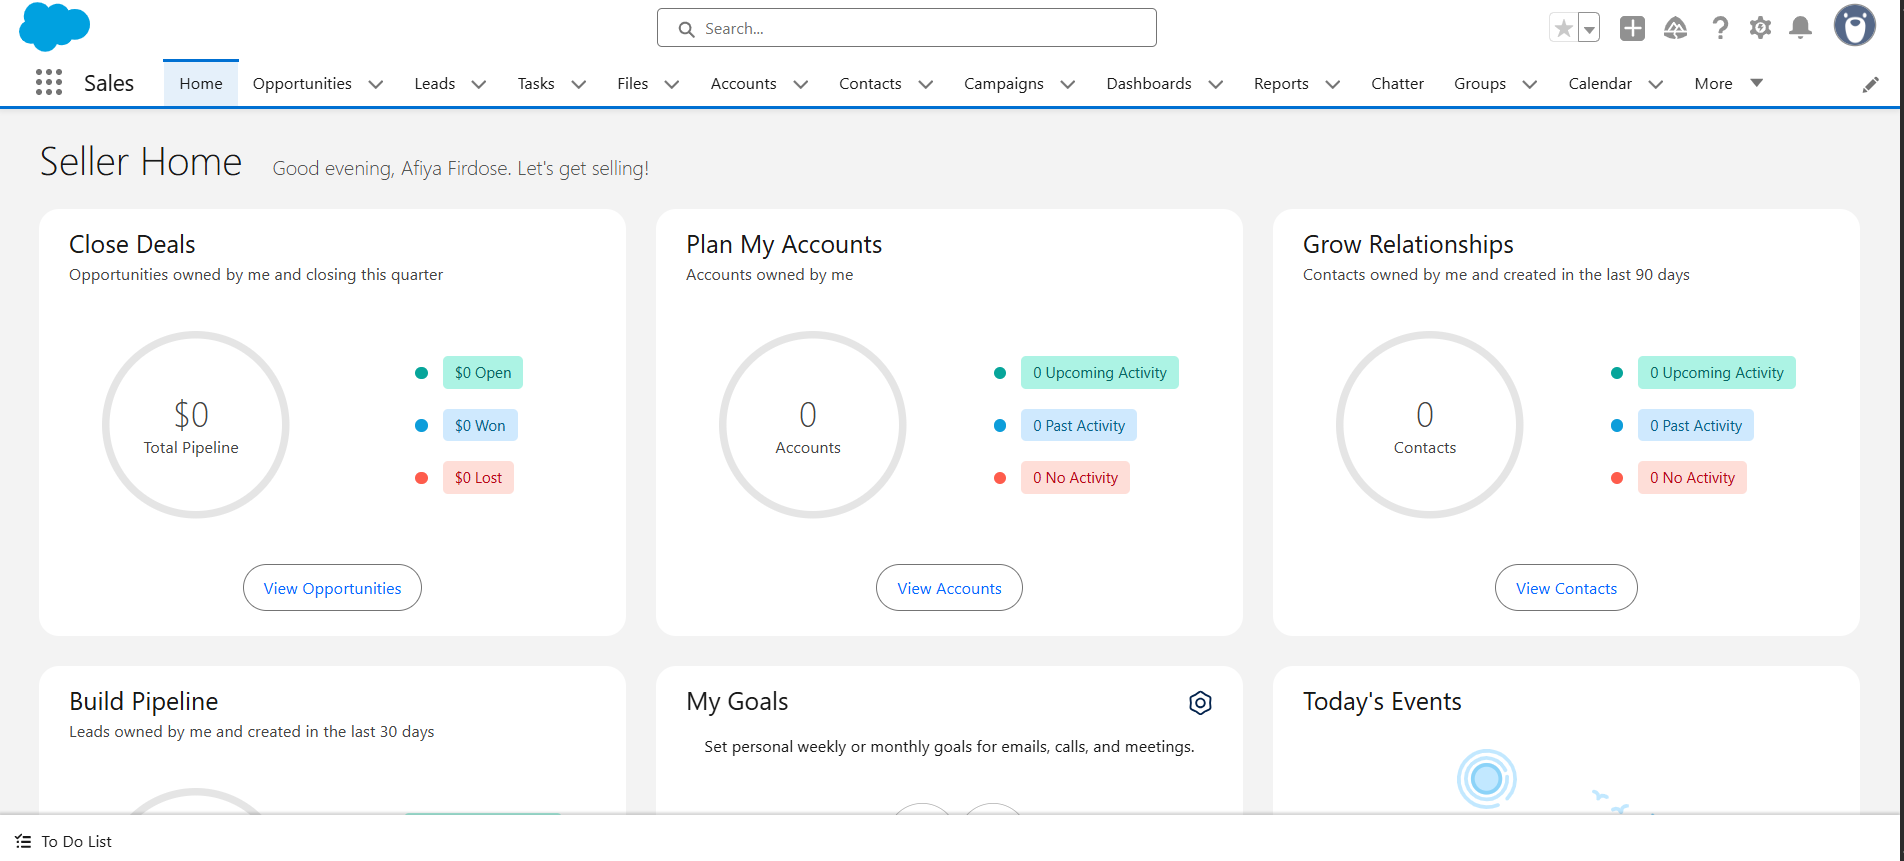 Search...
Sales
Home
Opportunities
Leads
Tasks
Files
Accounts
Contacts
Campaigns
Dashboards
Reports
Chatter
Groups
Calendar
More
Seller Home
Good evening, Afiya Firdose. Let's get selling!
Close Deals
Opportunities owned by me and closing this quarter
$0
Total Pipeline
$0 Open
$0 Won
$0 Lost
View Opportunities
Plan My Accounts
Accounts owned by me
0
Accounts
0 Upcoming Activity
0 Past Activity
0 No Activity
View Accounts
Grow Relationships
Contacts owned by me and created in the last 90 days
0
Contacts
0 Upcoming Activity
0 Past Activity
0 No Activity
View Contacts
Build Pipeline
Leads owned by me and created in the last 30 days
My Goals
Set personal weekly or monthly goals for emails, calls, and meetings.
Today's Events
To Do List